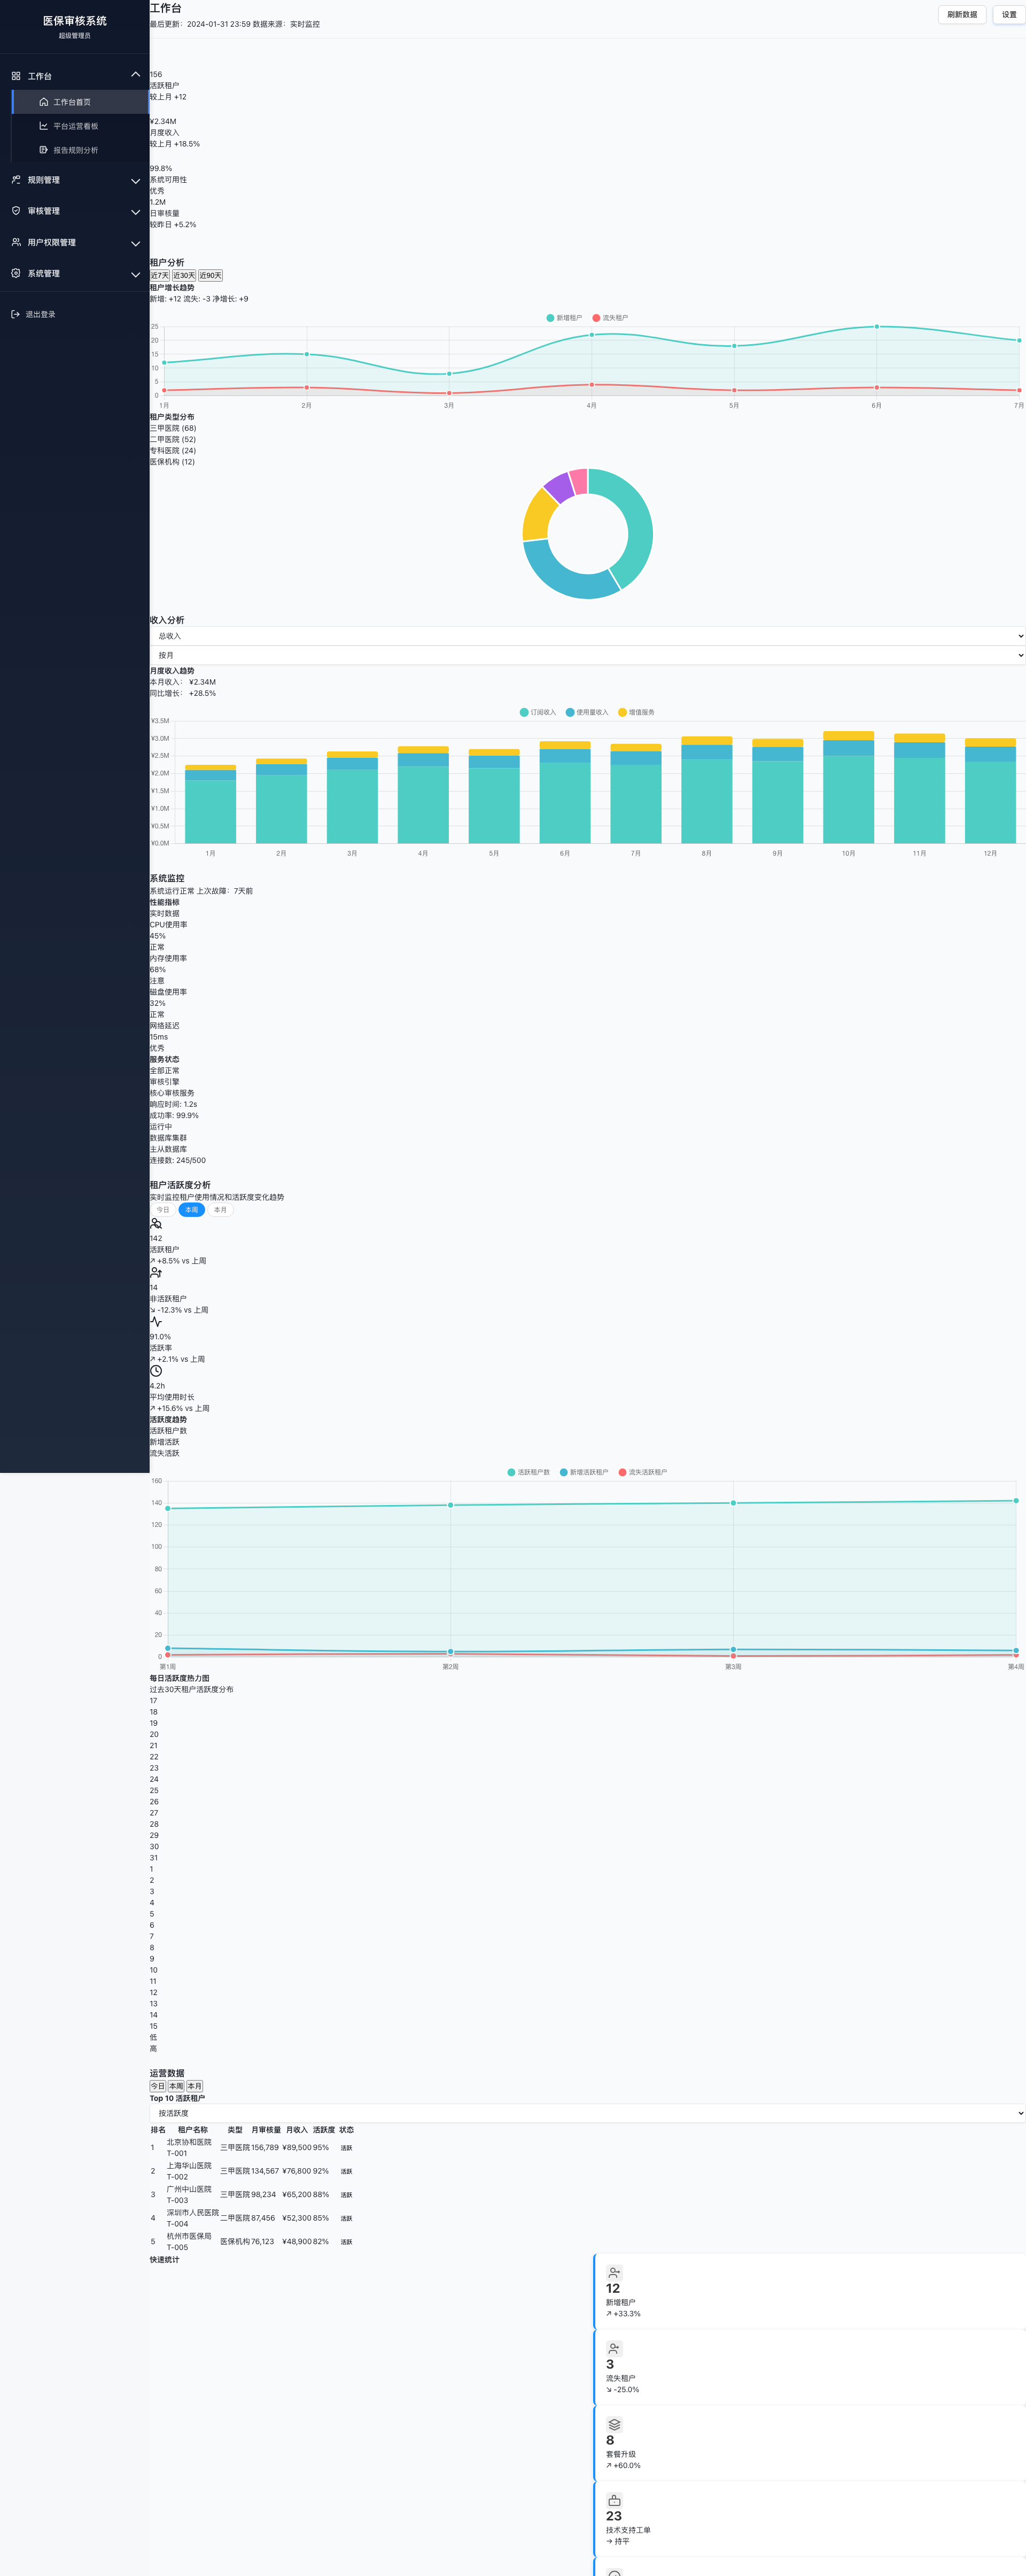 医保审核系统
超级管理员
工作台
工作台首页
平台运营看板
报告规则分析
规则管理
审核管理
用户权限管理
系统管理
退出登录
工作台
最后更新：2024-01-31 23:59 数据来源：实时监控
刷新数据
设置
156
活跃租户
较上月 +12
¥2.34M
月度收入
较上月 +18.5%
99.8%
系统可用性
优秀
1.2M
日审核量
较昨日 +5.2%
租户分析
近7天 近30天 近90天
租户增长趋势
新增: +12 流失: -3 净增长: +9
新增租户 流失租户
25
20
15
10
5
0
1月 2月 3月 4月 5月 6月 7月
租户类型分布
三甲医院 (68)
二甲医院 (52)
专科医院 (24)
医保机构 (12)
收入分析
总收入
按月
月度收入趋势
本月收入： ¥2.34M
同比增长： +28.5%
订阅收入 使用量收入 增值服务
¥3.5M
¥3.0M
¥2.5M
¥2.0M
¥1.5M
¥1.0M
¥0.5M
¥0.0M
1月 2月 3月 4月 5月 6月 7月 8月 9月 10月 11月 12月
系统监控
系统运行正常 上次故障：7天前
性能指标
实时数据
CPU使用率
45%
正常
内存使用率
68%
注意
磁盘使用率
32%
正常
网络延迟
15ms
优秀
服务状态
全部正常
审核引擎
核心审核服务
响应时间: 1.2s
成功率: 99.9%
运行中
数据库集群
主从数据库
连接数: 245/500
租户活跃度分析
实时监控租户使用情况和活跃度变化趋势
今日 本周 本月
142
活跃租户
↗ +8.5% vs 上周
14
非活跃租户
↘ -12.3% vs 上周
91.0%
活跃率
↗ +2.1% vs 上周
4.2h
平均使用时长
↗ +15.6% vs 上周
活跃度趋势
活跃租户数
新增活跃
流失活跃
活跃租户数 新增活跃租户 流失活跃租户
160
140
120
100
80
60
40
20
0
第1周 第2周 第3周 第4周
每日活跃度热力图
过去30天租户活跃度分布
17
18
19
20
21
22
23
24
25
26
27
28
29
30
31
1
2
3
4
5
6
7
8
9
10
11
12
13
14
15
低
高
运营数据
今日 本周 本月
Top 10 活跃租户
按活跃度
排名 租户名称 类型 月审核量 月收入 活跃度 状态
1 北京协和医院 T-001 三甲医院 156,789 ¥89,500 95% 活跃
2 上海华山医院 T-002 三甲医院 134,567 ¥76,800 92% 活跃
3 广州中山医院 T-003 三甲医院 98,234 ¥65,200 88% 活跃
4 深圳市人民医院 T-004 二甲医院 87,456 ¥52,300 85% 活跃
5 杭州市医保局 T-005 医保机构 76,123 ¥48,900 82% 活跃
快速统计
12
新增租户
↗ +33.3%
3
流失租户
↘ -25.0%
8
套餐升级
↗ +60.0%
23
技术支持工单
→ 持平